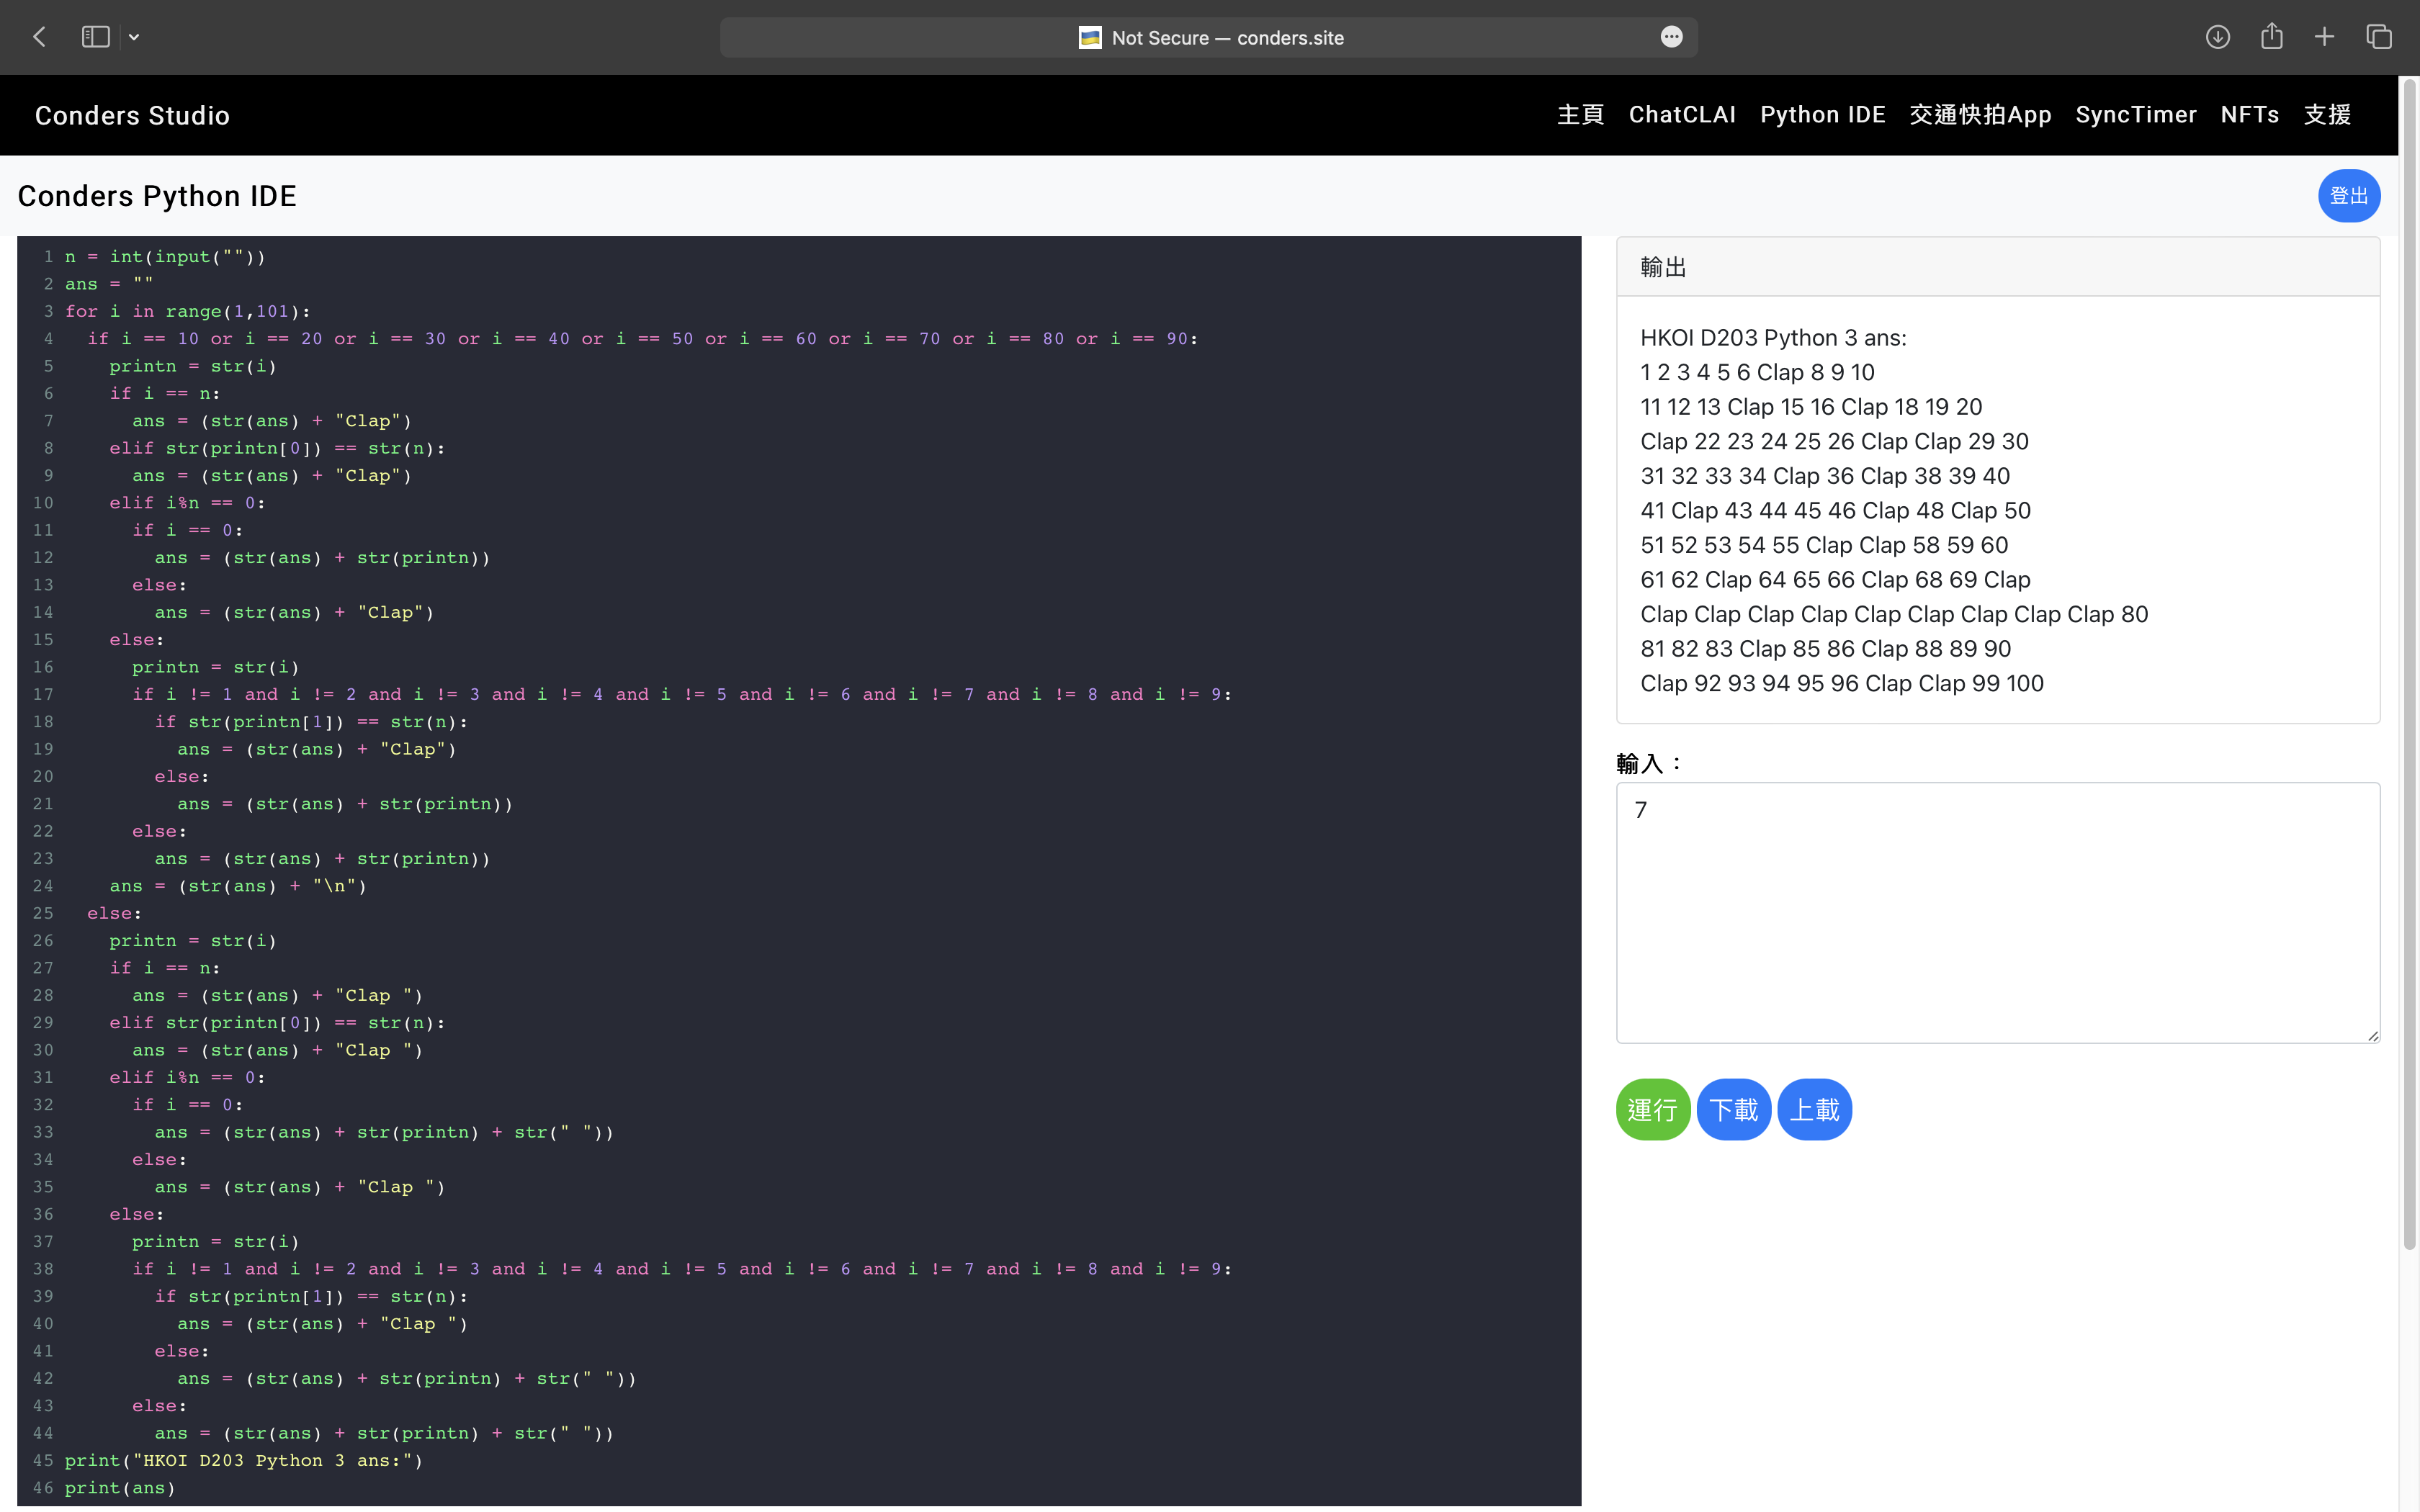 Not Secure — conders.site
Conders Studio
主頁 ChatCLAI Python IDE 交通快拍App SyncTimer NFTs 支援
Conders Python IDE
登出
1 n = int(input(""))
2 ans = ""
3 for i in range(1,101):
4   if i == 10 or i == 20 or i == 30 or i == 40 or i == 50 or i == 60 or i == 70 or i == 80 or i == 90:
5     printn = str(i)
6     if i == n:
7       ans = (str(ans) + "Clap")
8     elif str(printn[0]) == str(n):
9       ans = (str(ans) + "Clap")
10     elif i%n == 0:
11       if i == 0:
12         ans = (str(ans) + str(printn))
13       else:
14         ans = (str(ans) + "Clap")
15     else:
16       printn = str(i)
17       if i != 1 and i != 2 and i != 3 and i != 4 and i != 5 and i != 6 and i != 7 and i != 8 and i != 9:
18         if str(printn[1]) == str(n):
19           ans = (str(ans) + "Clap")
20         else:
21           ans = (str(ans) + str(printn))
22       else:
23         ans = (str(ans) + str(printn))
24     ans = (str(ans) + "\n")
25   else:
26     printn = str(i)
27     if i == n:
28       ans = (str(ans) + "Clap ")
29     elif str(printn[0]) == str(n):
30       ans = (str(ans) + "Clap ")
31     elif i%n == 0:
32       if i == 0:
33         ans = (str(ans) + str(printn) + str(" "))
34       else:
35         ans = (str(ans) + "Clap ")
36     else:
37       printn = str(i)
38       if i != 1 and i != 2 and i != 3 and i != 4 and i != 5 and i != 6 and i != 7 and i != 8 and i != 9:
39         if str(printn[1]) == str(n):
40           ans = (str(ans) + "Clap ")
41         else:
42           ans = (str(ans) + str(printn) + str(" "))
43       else:
44         ans = (str(ans) + str(printn) + str(" "))
45 print("HKOI D203 Python 3 ans:")
46 print(ans)
輸出
HKOI D203 Python 3 ans:
1 2 3 4 5 6 Clap 8 9 10
11 12 13 Clap 15 16 Clap 18 19 20
Clap 22 23 24 25 26 Clap Clap 29 30
31 32 33 34 Clap 36 Clap 38 39 40
41 Clap 43 44 45 46 Clap 48 Clap 50
51 52 53 54 55 Clap Clap 58 59 60
61 62 Clap 64 65 66 Clap 68 69 Clap
Clap Clap Clap Clap Clap Clap Clap Clap Clap 80
81 82 83 Clap 85 86 Clap 88 89 90
Clap 92 93 94 95 96 Clap Clap 99 100
輸入：
7
運行 下載 上載